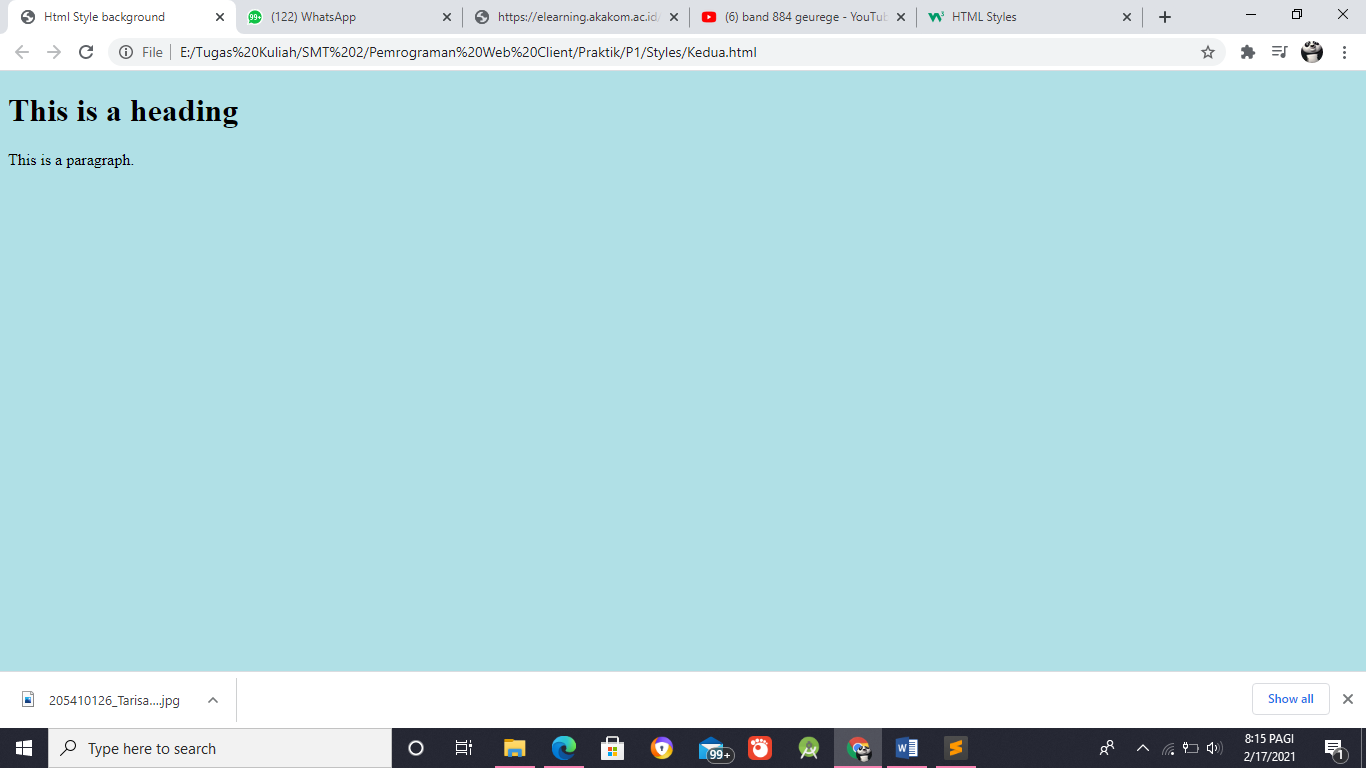 Html Style background
99+
(122) WhatsApp
https://elearning.akakom.ac.id/
(6) band 884 geurege - YouTub
HTML Styles
File
E:/Tugas%20Kuliah/SMT%202/Pemrograman%20Web%20Client/Praktik/P1/Styles/Kedua.html
This is a heading
This is a paragraph.
205410126_Tarisa....jpg
Show all
Type here to search
99+
8:15 PAGI
2/17/2021
1